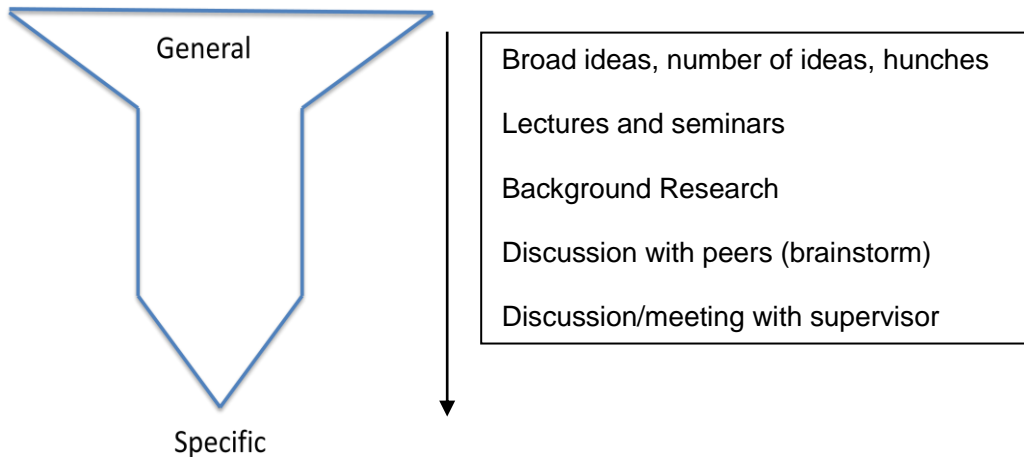 General
Broad ideas, number of ideas, hunches
Lectures and seminars
Background Research
Discussion with peers (brainstorm)
Discussion/meeting with supervisor
Specific